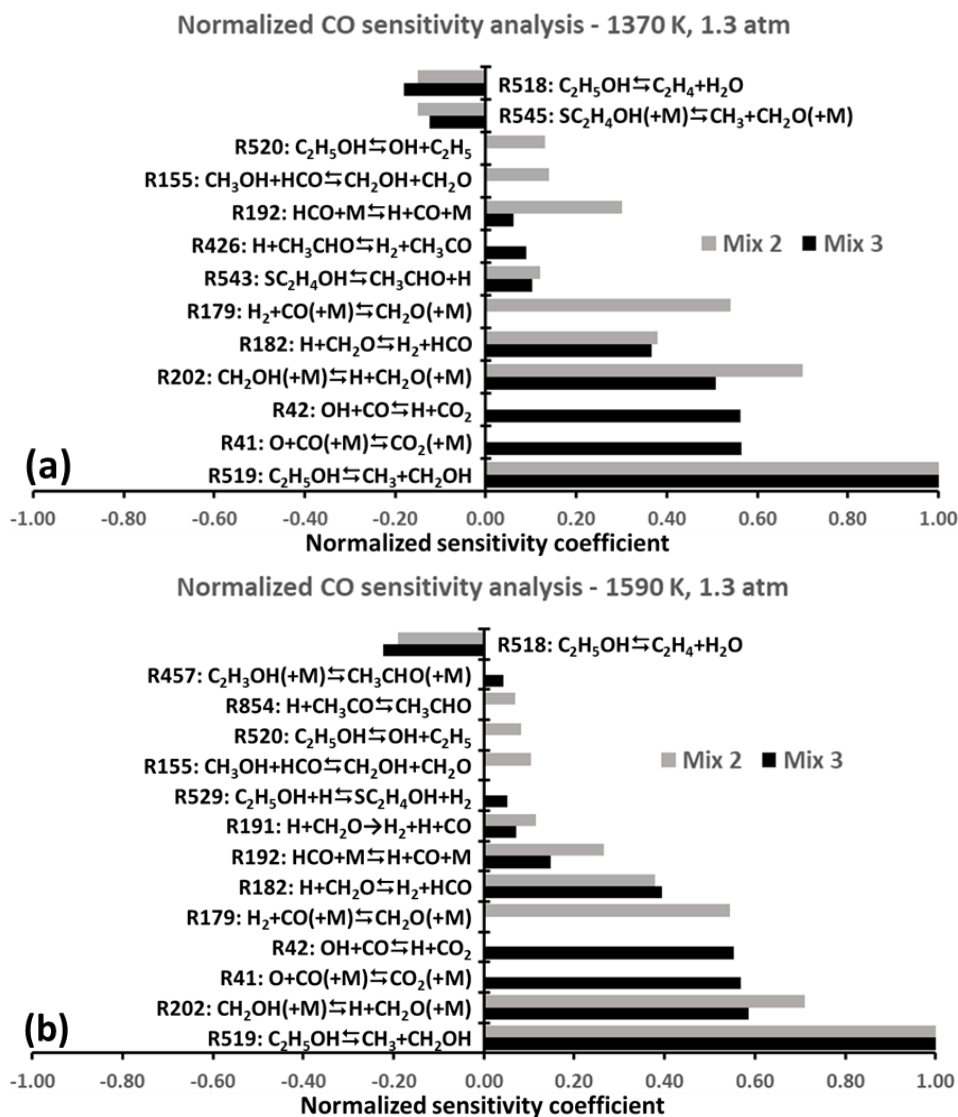 Normalized CO sensitivity analysis - 1370 K, 1.3 atm
R518: C₂H₅OH⇆C₂H₄+H₂O
R545: SC₂H₄OH(+M)⇆CH₃+CH₂O(+M)
R520: C₂H₅OH⇆OH+C₂H₅
R155: CH₃OH+HCO⇆CH₂OH+CH₂O
R192: HCO+M⇆H+CO+M
R426: H+CH₃CHO⇆H₂+CH₃CO
Mix 2 Mix 3
R543: SC₂H₄OH⇆CH₃CHO+H
R179: H₂+CO(+M)⇆CH₂O(+M)
R182: H+CH₂O⇆H₂+HCO
R202: CH₂OH(+M)⇆H+CH₂O(+M)
R42: OH+CO⇆H+CO₂
R41: O+CO(+M)⇆CO₂(+M)
(a)
R519: C₂H₅OH⇆CH₃+CH₂OH
-1.00 -0.80 -0.60 -0.40 -0.20 0.00 0.20 0.40 0.60 0.80 1.00
Normalized sensitivity coefficient
Normalized CO sensitivity analysis - 1590 K, 1.3 atm
R518: C₂H₅OH⇆C₂H₄+H₂O
R457: C₂H₃OH(+M)⇆CH₃CHO(+M)
R854: H+CH₃CO⇆CH₃CHO
R520: C₂H₅OH⇆OH+C₂H₅
R155: CH₃OH+HCO⇆CH₂OH+CH₂O
Mix 2 Mix 3
R529: C₂H₅OH+H⇆SC₂H₄OH+H₂
R191: H+CH₂O→H₂+H+CO
R192: HCO+M⇆H+CO+M
R182: H+CH₂O⇆H₂+HCO
R179: H₂+CO(+M)⇆CH₂O(+M)
R42: OH+CO⇆H+CO₂
R41: O+CO(+M)⇆CO₂(+M)
R202: CH₂OH(+M)⇆H+CH₂O(+M)
(b)
R519: C₂H₅OH⇆CH₃+CH₂OH
-1.00 -0.80 -0.60 -0.40 -0.20 0.00 0.20 0.40 0.60 0.80 1.00
Normalized sensitivity coefficient